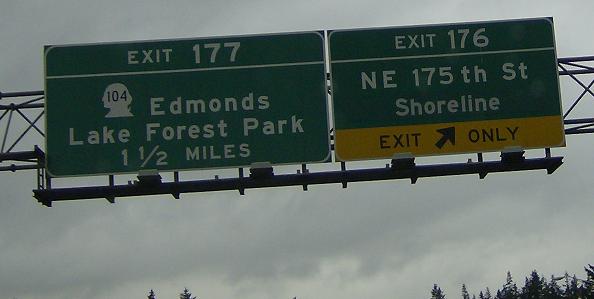 EXIT 177
104 Edmonds
Lake Forest Park
1 1/2 MILES
EXIT 176
NE 175th St
Shoreline
EXIT ONLY